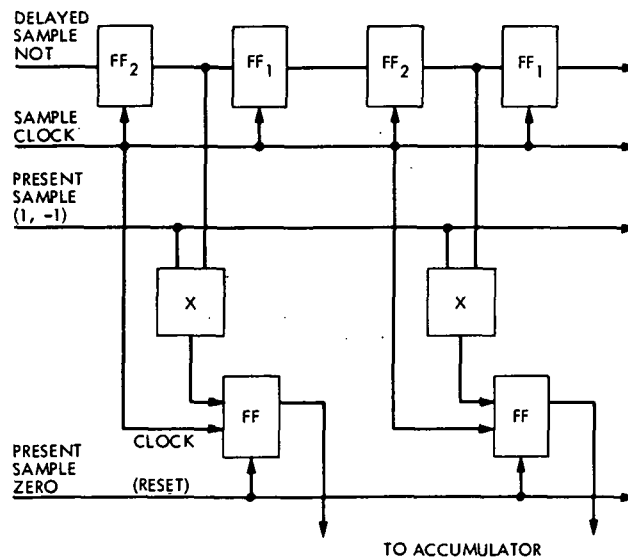 DELAYED
SAMPLE
NOT
FF2
FF1
FF2
FF1
SAMPLE
CLOCK
PRESENT
SAMPLE
(1, -1)
X
X
FF
FF
CLOCK
PRESENT
SAMPLE
ZERO
(RESET)
TO ACCUMULATOR